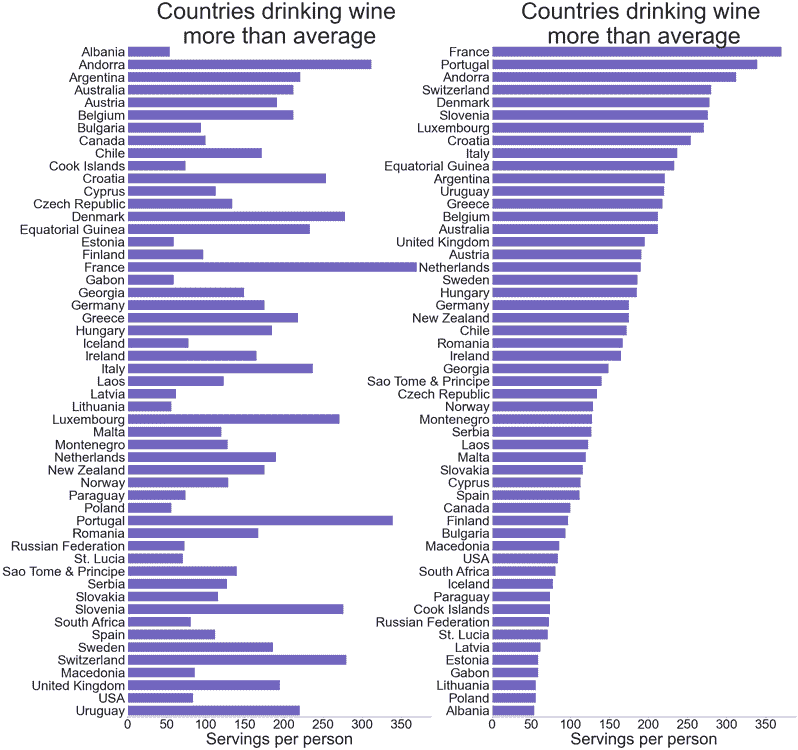 Countries drinking wine
more than average
Albania
Andorra
Argentina
Australia
Austria
Belgium
Bulgaria
Canada
Chile
Cook Islands
Croatia
Cyprus
Czech Republic
Denmark
Equatorial Guinea
Estonia
Finland
France
Gabon
Georgia
Germany
Greece
Hungary
Iceland
Ireland
Italy
Laos
Latvia
Lithuania
Luxembourg
Malta
Montenegro
Netherlands
New Zealand
Norway
Paraguay
Poland
Portugal
Romania
Russian Federation
St. Lucia
Sao Tome & Principe
Serbia
Slovakia
Slovenia
South Africa
Spain
Sweden
Switzerland
Macedonia
United Kingdom
USA
Uruguay
0 50 100 150 200 250 300 350
Servings per person
Countries drinking wine
more than average
France
Portugal
Andorra
Switzerland
Denmark
Slovenia
Luxembourg
Croatia
Italy
Equatorial Guinea
Argentina
Uruguay
Greece
Belgium
Australia
United Kingdom
Austria
Netherlands
Sweden
Hungary
Germany
New Zealand
Chile
Romania
Ireland
Georgia
Sao Tome & Principe
Czech Republic
Norway
Montenegro
Serbia
Laos
Malta
Slovakia
Cyprus
Spain
Canada
Finland
Bulgaria
Macedonia
USA
South Africa
Iceland
Paraguay
Cook Islands
Russian Federation
St. Lucia
Latvia
Estonia
Gabon
Lithuania
Poland
Albania
0 50 100 150 200 250 300 350
Servings per person